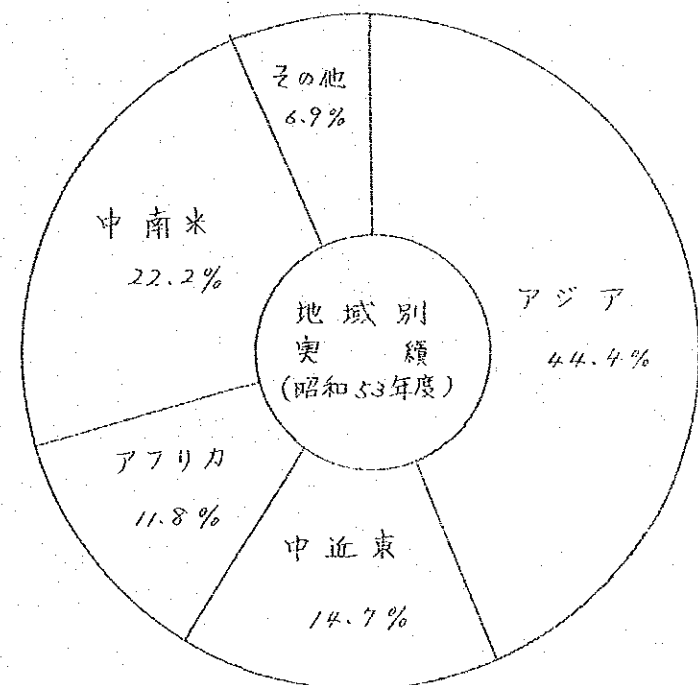 その他
6.9%
中南米
22.2%
アジア
44.4%
地域別
実績
(昭和53年度)
アフリカ
11.8%
中近東
14.7%